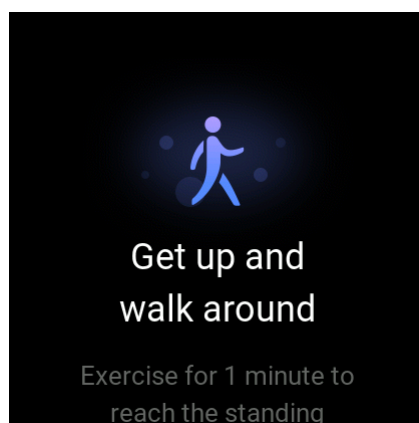 Get up and
walk around
Exercise for 1 minute to
reach the standing